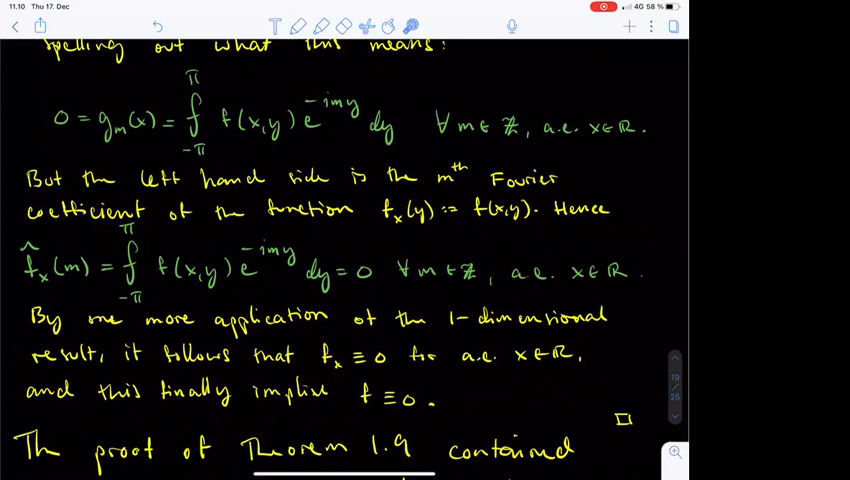 11.10 Thu 17. Dec
4G 58 %
spelling out what this means:
0 = g_m(x) = ∫_{-π}^{π} f(x,y) e^{-imy} dy ∀ m ∈ ℤ, a.e. x ∈ ℝ.
But the left hand side is the m^th Fourier
coefficient of the function f_x(y) := f(x,y). Hence
f̂_x(m) = ∫_{-π}^{π} f(x,y) e^{-imy} dy = 0 ∀ m ∈ ℤ, a.e. x ∈ ℝ.
By one more application of the 1-dimensional
result, it follows that f_x ≡ 0 for a.e. x ∈ ℝ,
and this finally implies f ≡ 0.
□
The proof of Theorem 1.9 contained
19
25